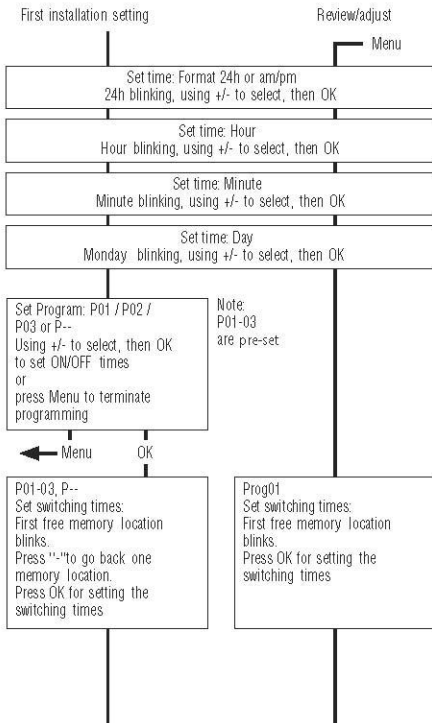 First installation setting
Review/adjust
Menu
Set time: Format 24h or am/pm
24h blinking, using +/- to select, then OK
Set time: Hour
Hour blinking, using +/- to select, then OK
Set time: Minute
Minute blinking, using +/- to select, then OK
Set time: Day
Monday blinking, using +/- to select, then OK
Set Program: P01 / P02 /
P03 or P--
Using +/- to select, then OK
to set ON/OFF times
or
press Menu to terminate
programming
Note:
P01-03
are pre-set
Menu
OK
P01-03, P--
Set switching times:
First free memory location
blinks.
Press "-"to go back one
memory location.
Press OK for setting the
switching times
Prog01
Set switching times:
First free memory location
blinks.
Press OK for setting the
switching times